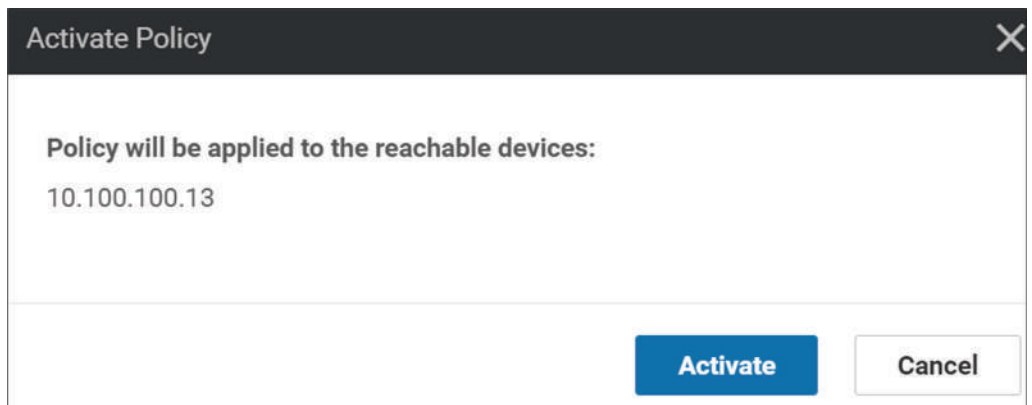 Activate Policy
Policy will be applied to the reachable devices:
10.100.100.13
Activate
Cancel